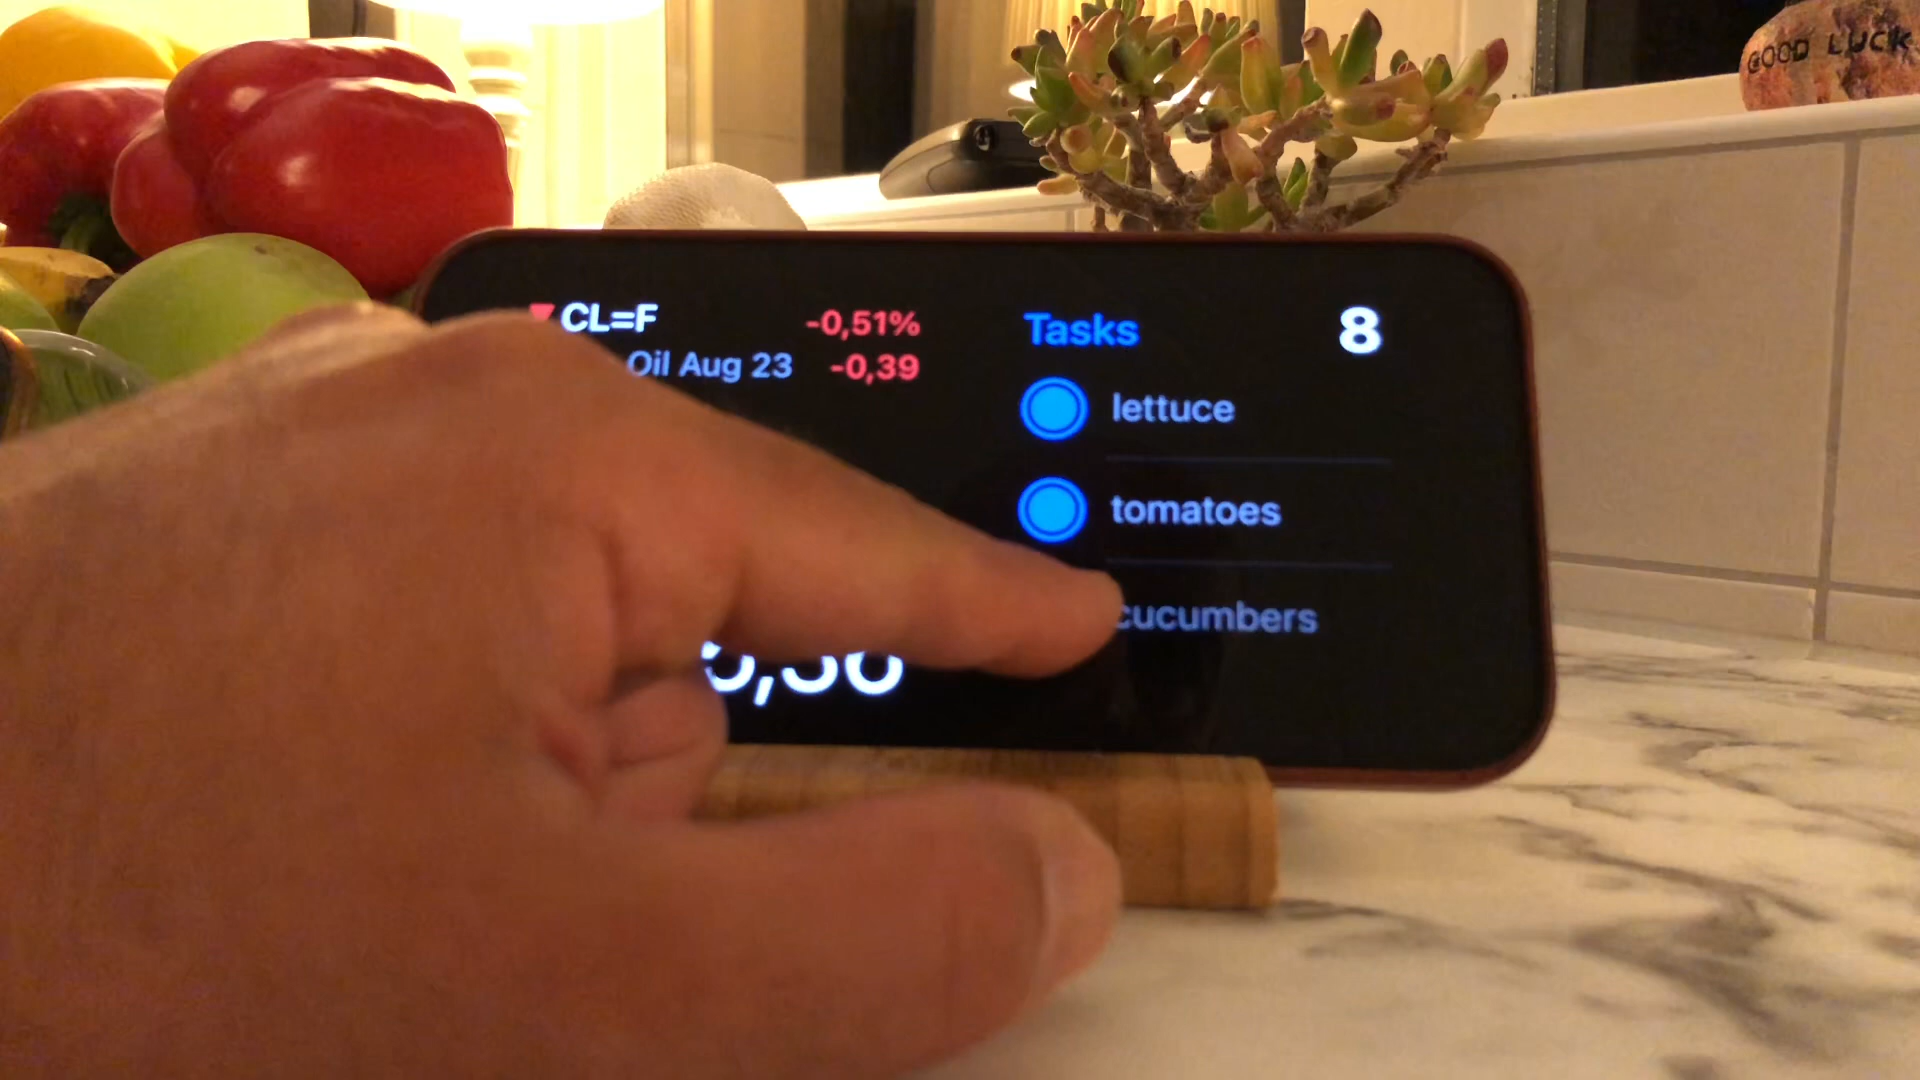 GOOD LUCK
CL=F -0,51%
Oil Aug 23 -0,39
Tasks 8
lettuce
tomatoes
cucumbers